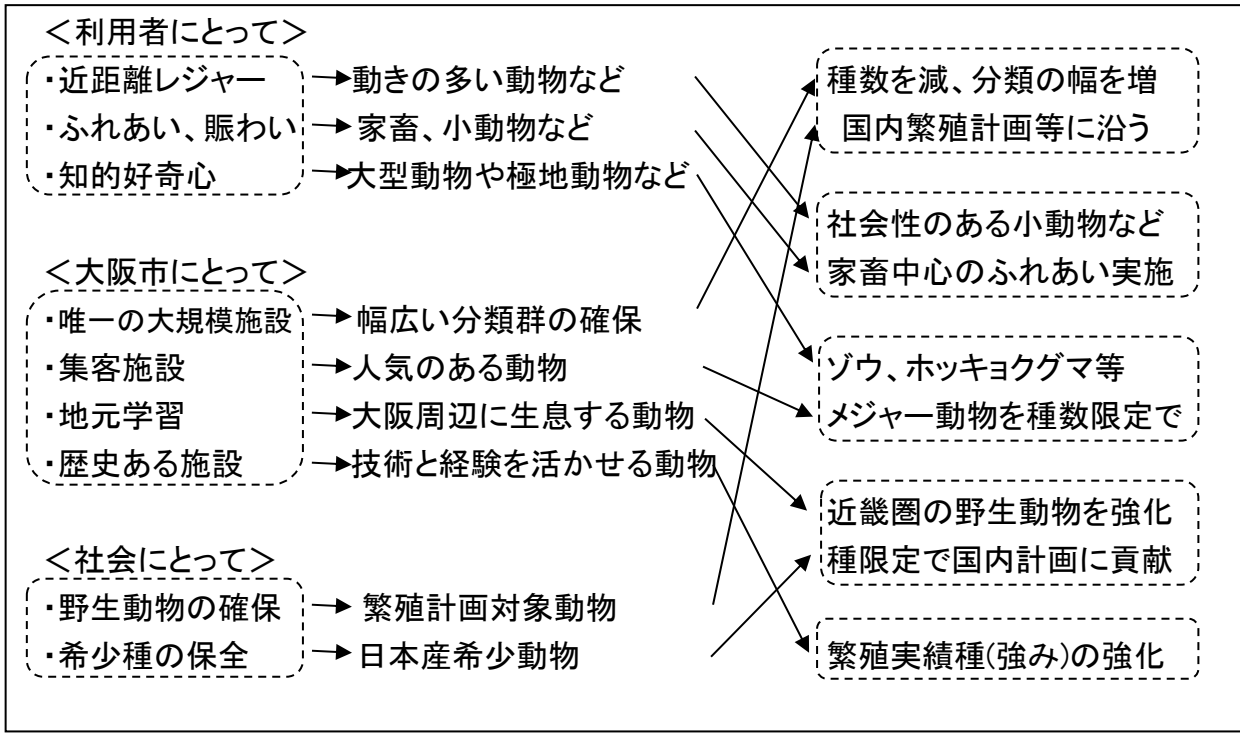 <利用者にとって>
・近距離レジャー
・ふれあい、賑わい
・知的好奇心
動きの多い動物など
家畜、小動物など
大型動物や極地動物など
<大阪市にとって>
・唯一の大規模施設
・集客施設
・地元学習
・歴史ある施設
幅広い分類群の確保
人気のある動物
大阪周辺に生息する動物
技術と経験を活かせる動物
<社会にとって>
・野生動物の確保
・希少種の保全
繁殖計画対象動物
日本産希少動物
種数を減、分類の幅を増
国内繁殖計画等に沿う
社会性のある小動物など
家畜中心のふれあい実施
ゾウ、ホッキョクグマ等
メジャー動物を種数限定で
近畿圏の野生動物を強化
種限定で国内計画に貢献
繁殖実績種(強み)の強化